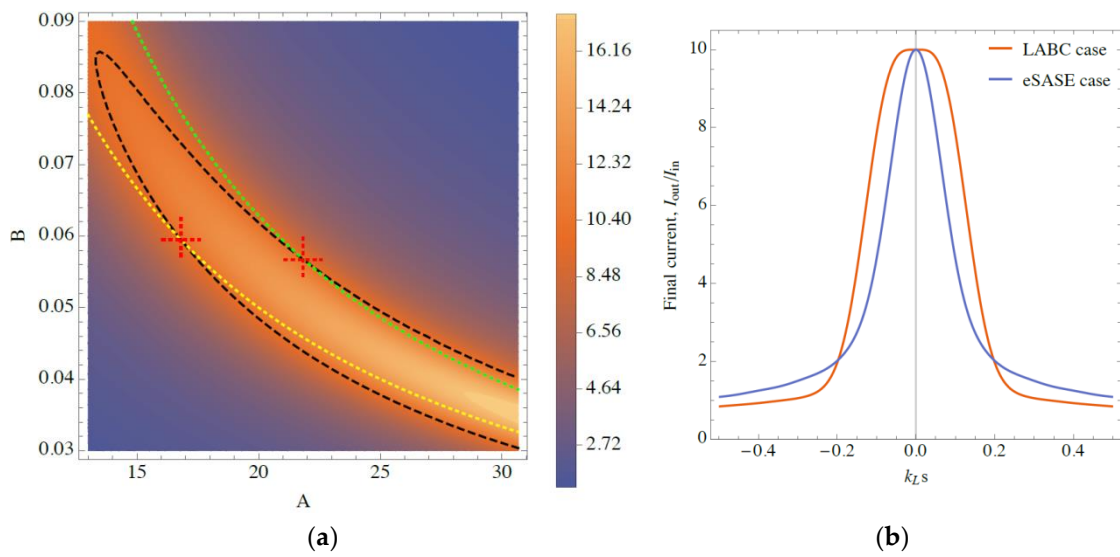 0.09
0.08
0.07
0.06
0.05
0.04
0.03
B
15 20 25 30
A
16.16
14.24
12.32
10.40
8.48
6.56
4.64
2.72
(a)
10
8
6
4
2
0
Final current, I_out/I_in
LABC case
eSASE case
−0.4 −0.2 0.0 0.2 0.4
k_L s
(b)